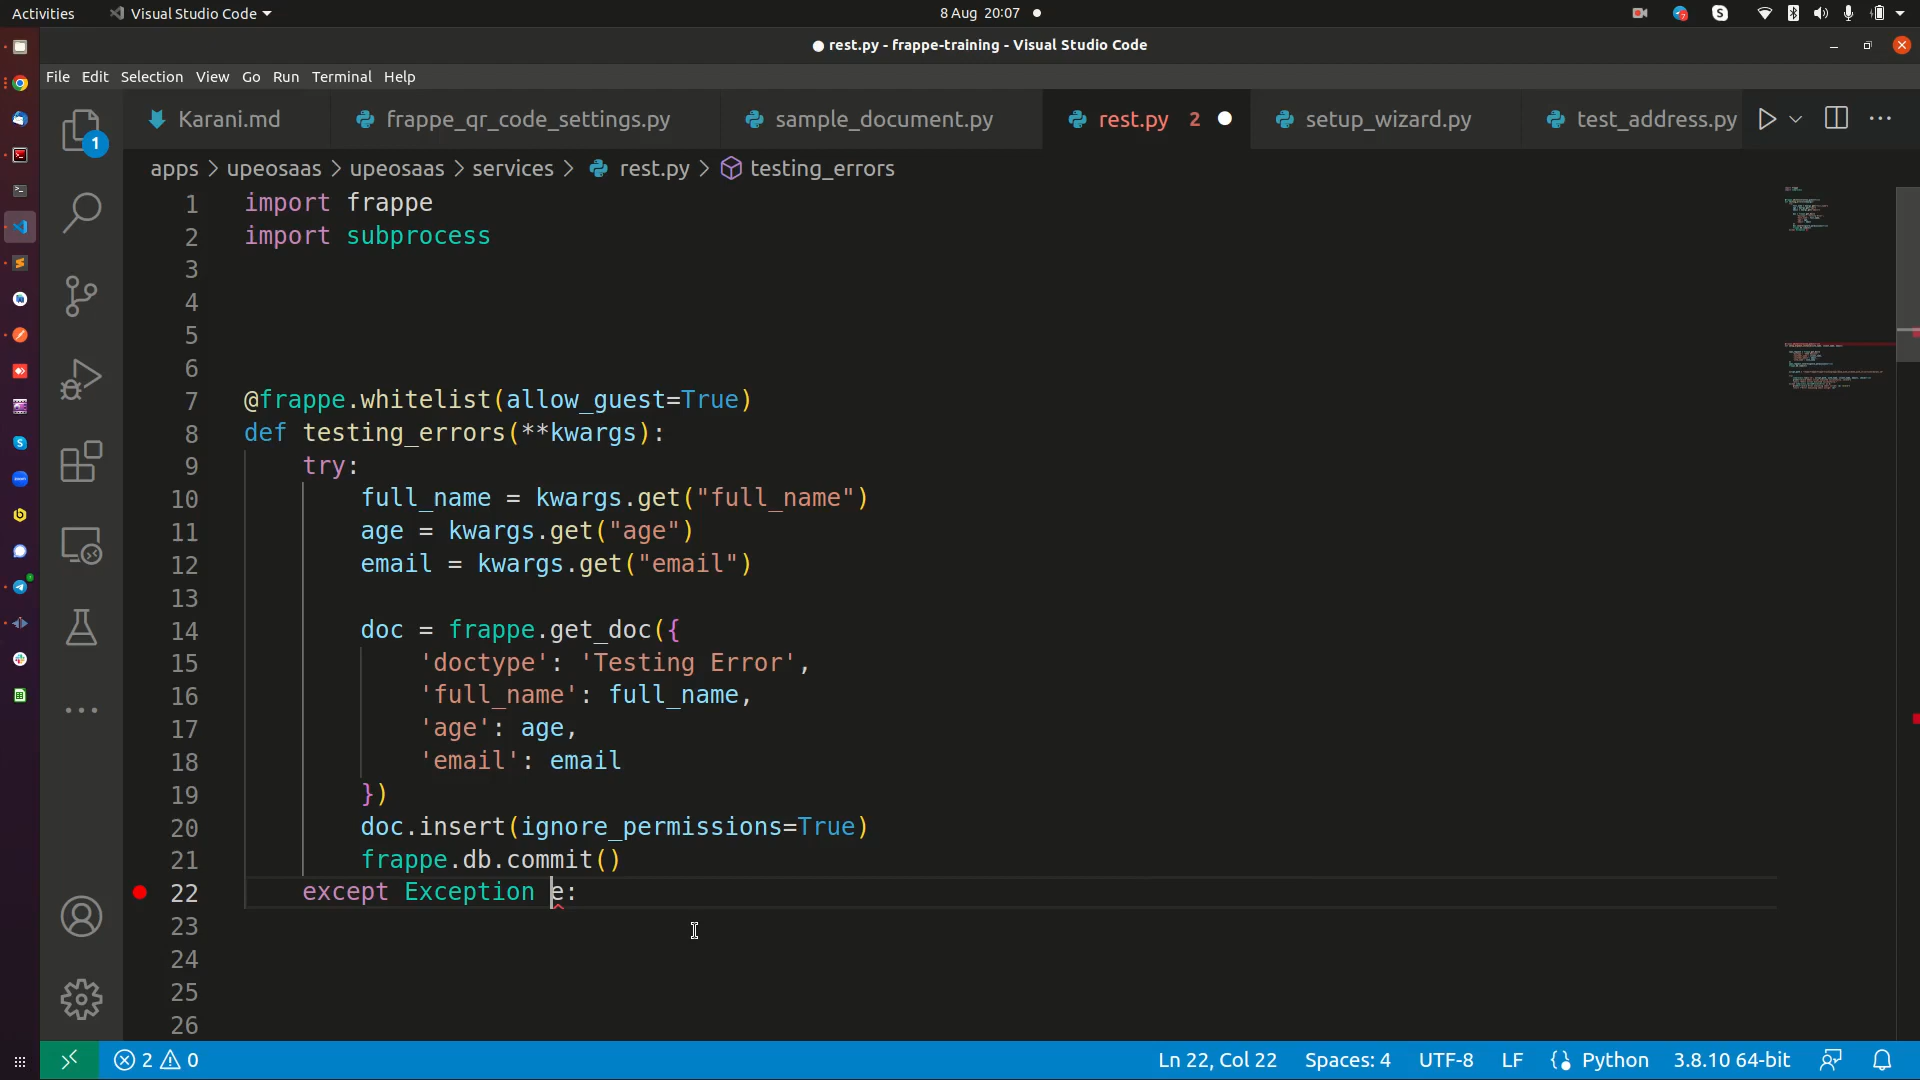 Activities Visual Studio Code 8 Aug 20:07
rest.py - frappe-training - Visual Studio Code
File Edit Selection View Go Run Terminal Help
Karani.md frappe_qr_code_settings.py sample_document.py rest.py 2 setup_wizard.py test_address.py
apps > upeosaas > upeosaas > services > rest.py > testing_errors
1 import frappe
2 import subprocess
3
4
5
6
7 @frappe.whitelist(allow_guest=True)
8 def testing_errors(**kwargs):
9 try:
10 full_name = kwargs.get("full_name")
11 age = kwargs.get("age")
12 email = kwargs.get("email")
13
14 doc = frappe.get_doc({
15 'doctype': 'Testing Error',
16 'full_name': full_name,
17 'age': age,
18 'email': email
19 })
20 doc.insert(ignore_permissions=True)
21 frappe.db.commit()
22 except Exception e:
23
24
25
26
1
2 0 Ln 22, Col 22 Spaces: 4 UTF-8 LF Python 3.8.10 64-bit